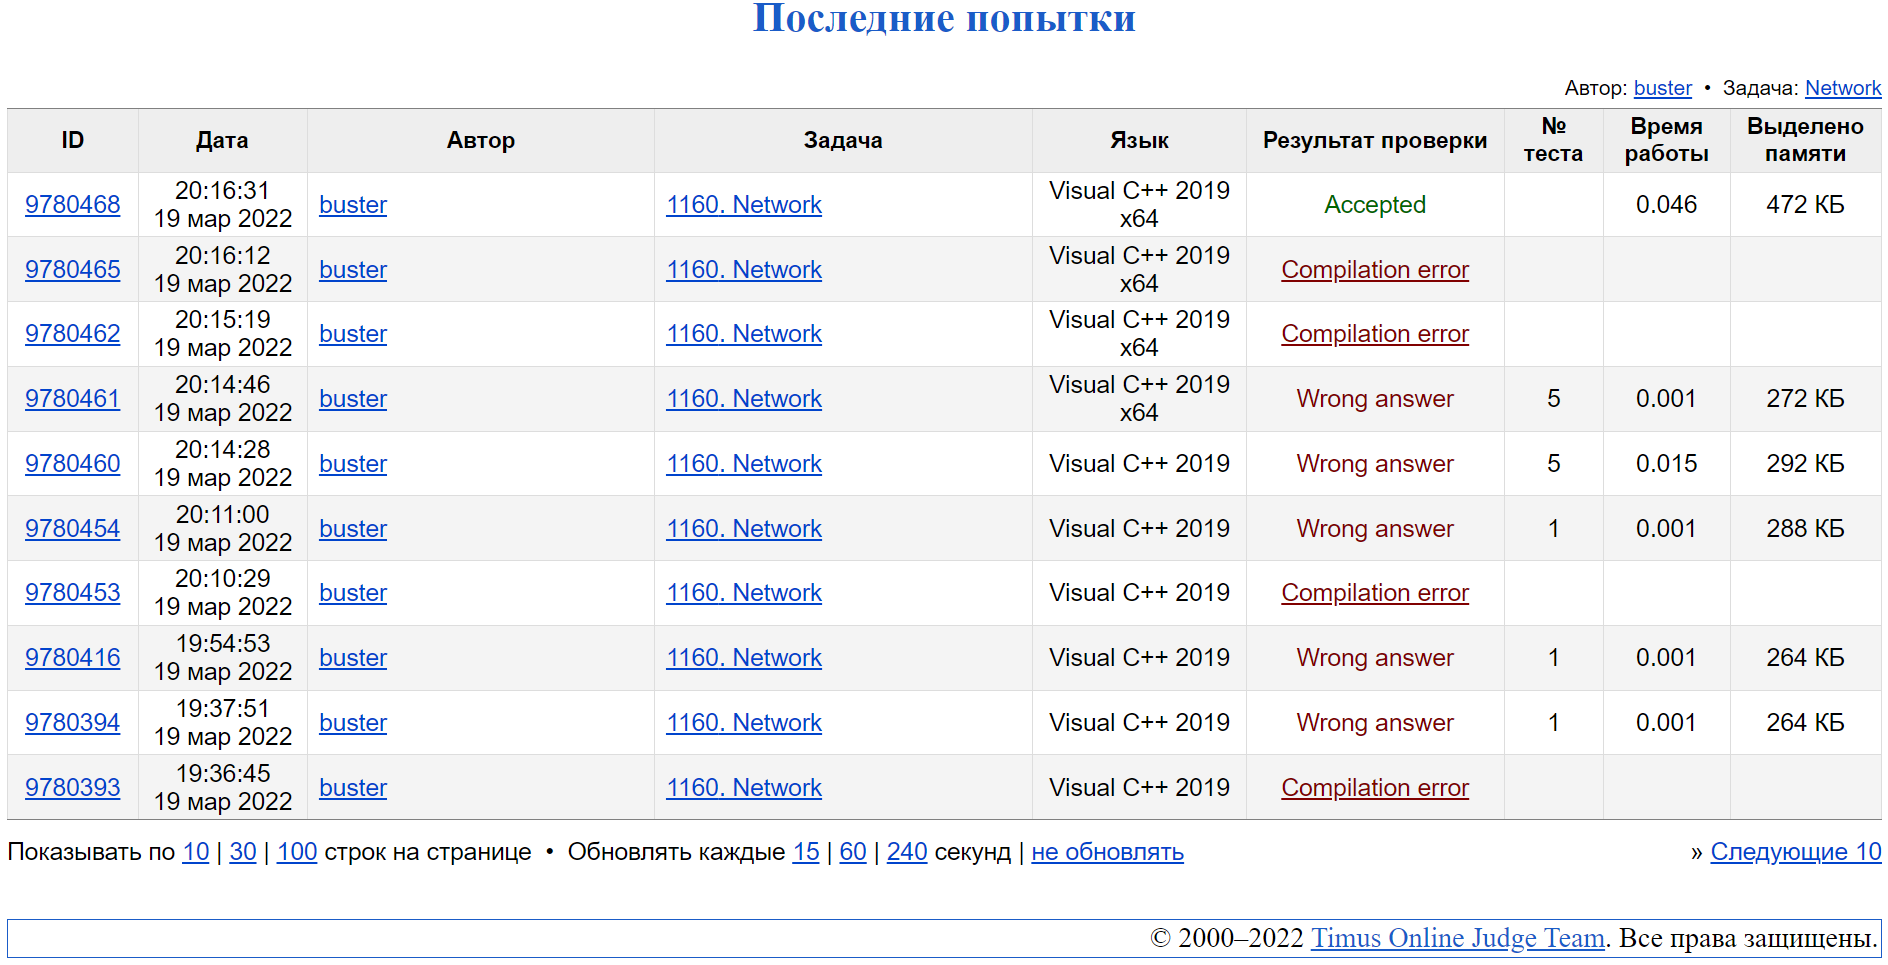 Последние попытки
Автор: buster • Задача: Network
ID Дата Автор Задача Язык Результат проверки № теста Время работы Выделено памяти
9780468 20:16:31 19 мар 2022 buster 1160. Network Visual C++ 2019 x64 Accepted 0.046 472 КБ
9780465 20:16:12 19 мар 2022 buster 1160. Network Visual C++ 2019 x64 Compilation error
9780462 20:15:19 19 мар 2022 buster 1160. Network Visual C++ 2019 x64 Compilation error
9780461 20:14:46 19 мар 2022 buster 1160. Network Visual C++ 2019 x64 Wrong answer 5 0.001 272 КБ
9780460 20:14:28 19 мар 2022 buster 1160. Network Visual C++ 2019 Wrong answer 5 0.015 292 КБ
9780454 20:11:00 19 мар 2022 buster 1160. Network Visual C++ 2019 Wrong answer 1 0.001 288 КБ
9780453 20:10:29 19 мар 2022 buster 1160. Network Visual C++ 2019 Compilation error
9780416 19:54:53 19 мар 2022 buster 1160. Network Visual C++ 2019 Wrong answer 1 0.001 264 КБ
9780394 19:37:51 19 мар 2022 buster 1160. Network Visual C++ 2019 Wrong answer 1 0.001 264 КБ
9780393 19:36:45 19 мар 2022 buster 1160. Network Visual C++ 2019 Compilation error
Показывать по 10 | 30 | 100 строк на странице • Обновлять каждые 15 | 60 | 240 секунд | не обновлять » Следующие 10
© 2000–2022 Timus Online Judge Team. Все права защищены.